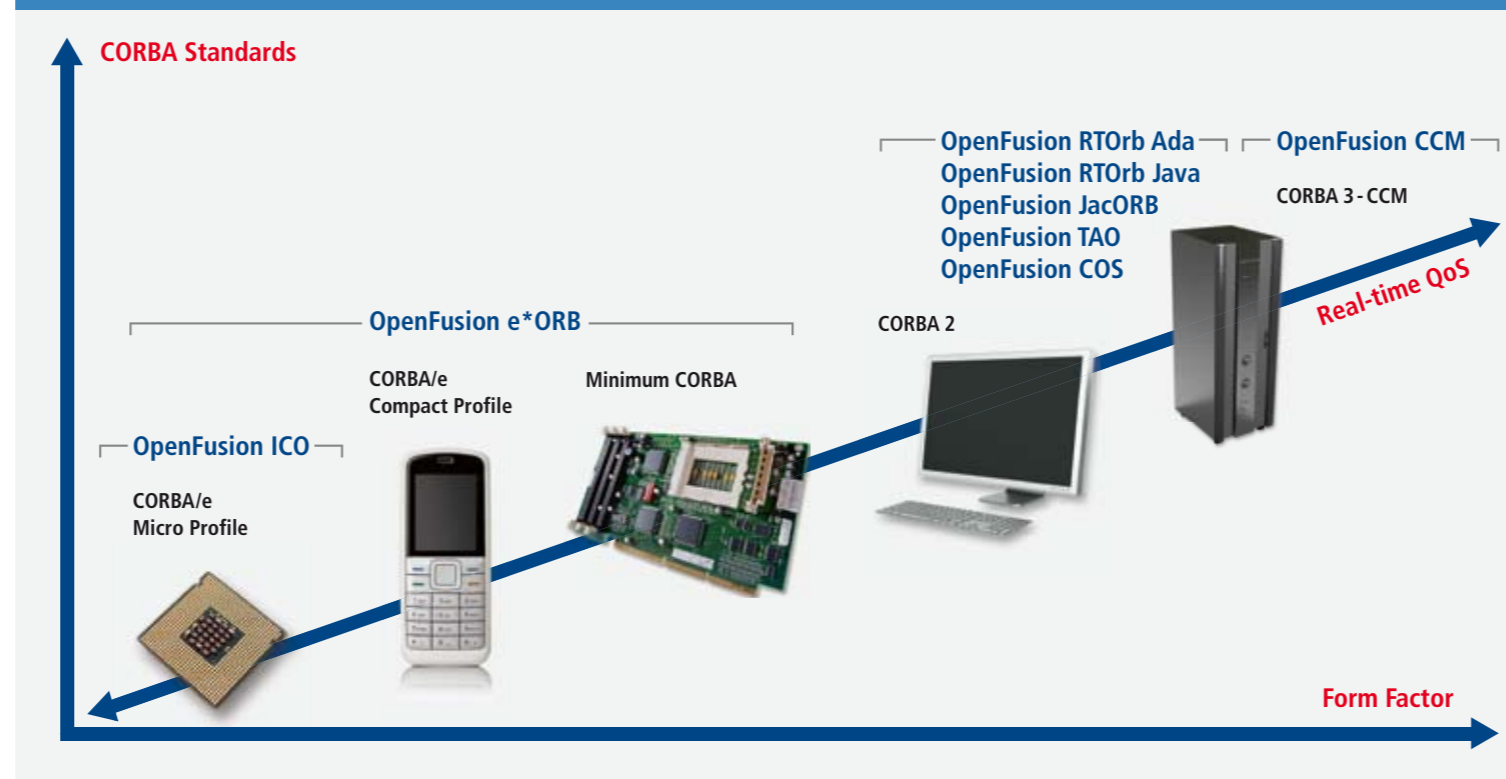 CORBA Standards
OpenFusion RTOrb Ada
OpenFusion RTOrb Java
OpenFusion JacORB
OpenFusion TAO
OpenFusion COS
OpenFusion CCM
CORBA 3 - CCM
Real-time QoS
CORBA 2
OpenFusion e*ORB
CORBA/e
Compact Profile
Minimum CORBA
OpenFusion ICO
CORBA/e
Micro Profile
Form Factor